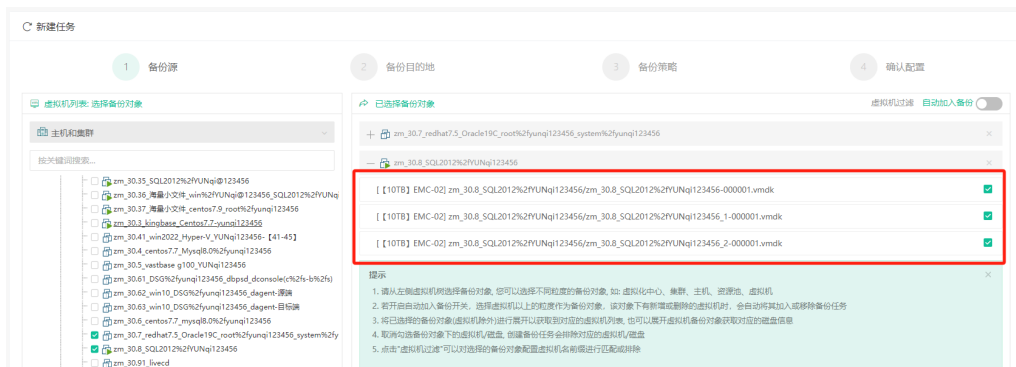 新建任务
1 备份源
2 备份目的地
3 备份策略
4 确认配置
虚拟机列表: 选择备份对象
已选择备份对象
虚拟机过滤 自动加入备份
主机和集群
按关键词搜索...
zm_30.35_SQL2012%2fYUNqi@123456
zm_30.36_海量小文件_win%2fYUNqi@123456_SQL2012%2fYUNqi
zm_30.37_海量小文件_centos7.9_root%2fyunqi123456
zm_30.3_kingbase_Centos7.7-yunqi123456
zm_30.41_win2022_Hyper-V_YUNqi123456-【41-45】
zm_30.4_centos7.7_Mysql8.0%2fyunqi123456
zm_30.5_vastbase g100_YUNqi123456
zm_30.61_DSG%2fyunqi123456_dbpsd_dconsole(c%2fs-b%2fs)
zm_30.62_win10_DSG%2fyunqi123456_dagent-源端
zm_30.63_win10_DSG%2fyunqi123456_dagent-目标端
zm_30.6_centos7.7_mysql8.0%2fyunqi123456
zm_30.7_redhat7.5_Oracle19C_root%2fyunqi123456_system%2fy
zm_30.8_SQL2012%2fYUNqi123456
zm_30.91_livecd
zm_30.7_redhat7.5_Oracle19C_root%2fyunqi123456_system%2fyunqi123456
zm_30.8_SQL2012%2fYUNqi123456
[【10TB】EMC-02] zm_30.8_SQL2012%2fYUNqi123456/zm_30.8_SQL2012%2fYUNqi123456-000001.vmdk
[【10TB】EMC-02] zm_30.8_SQL2012%2fYUNqi123456/zm_30.8_SQL2012%2fYUNqi123456_1-000001.vmdk
[【10TB】EMC-02] zm_30.8_SQL2012%2fYUNqi123456/zm_30.8_SQL2012%2fYUNqi123456_2-000001.vmdk
提示
1. 请从左侧虚拟机树选择备份对象, 您可以选择不同粒度的备份对象, 如: 虚拟化中心、集群、主机、资源池、虚拟机
2. 若开启自动加入备份开关，选择虚拟机以上的粒度作为备份对象，该对象下有新增或删除的虚拟机时，会自动将其加入或移除备份任务
3. 将已选择的备份对象(虚拟机除外)进行展开以获取到对应的虚拟机列表, 也可以展开虚拟机备份对象获取对应的磁盘信息
4. 取消勾选备份对象下的虚拟机/磁盘, 创建备份任务会排除对应的虚拟机/磁盘
5. 点击"虚拟机过滤"可以对选择的备份对象配置虚拟机名前缀进行匹配或排除